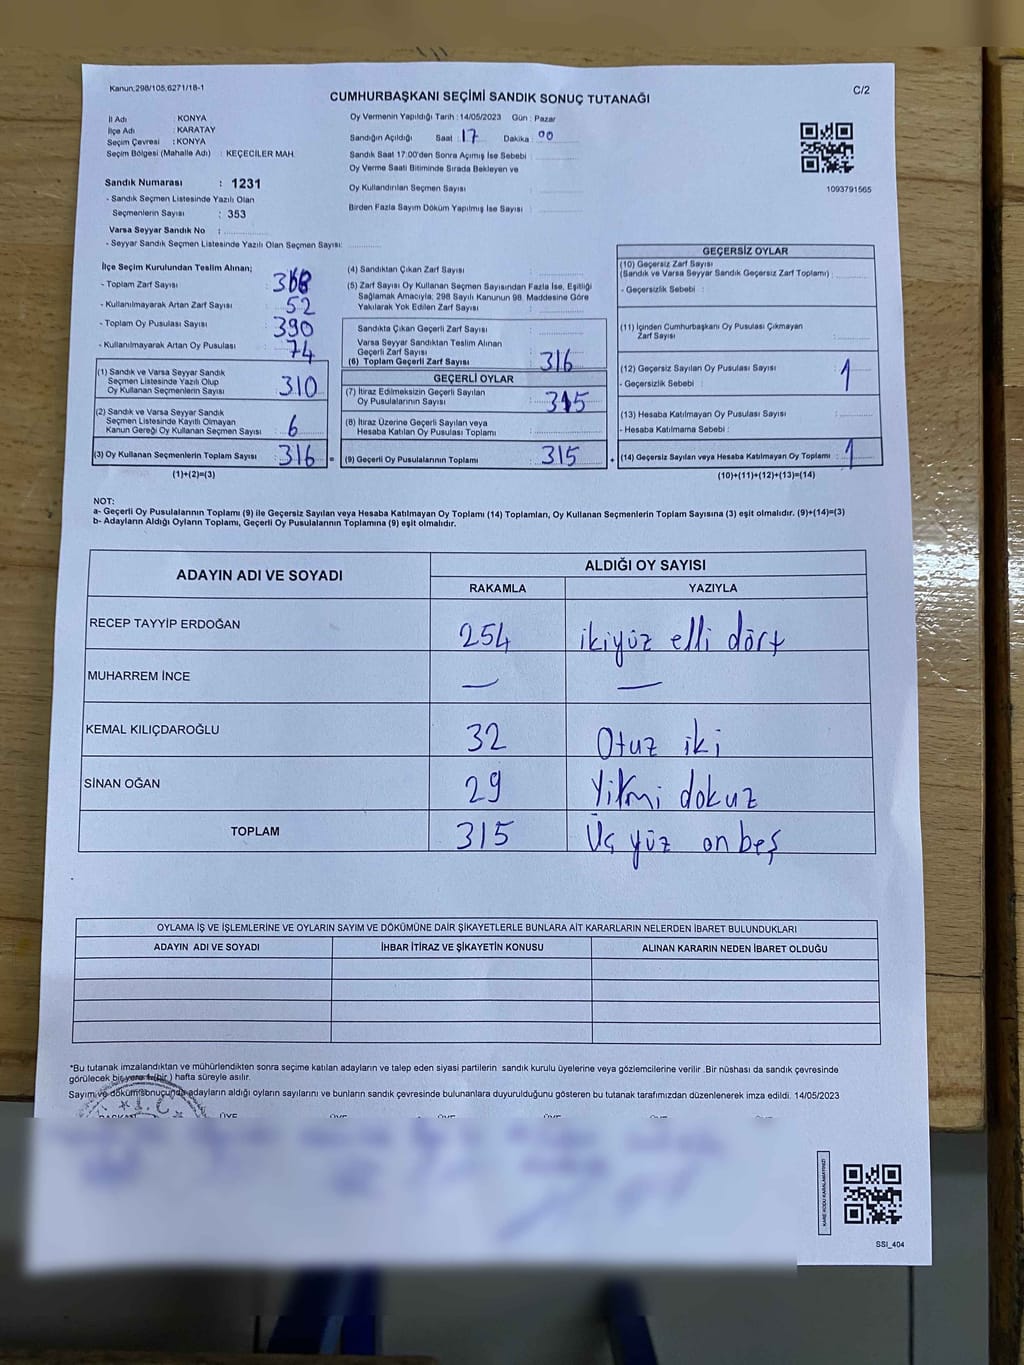 Kanun,298/105,6271/18-1
CUMHURBAŞKANI SEÇİMİ SANDIK SONUÇ TUTANAĞI
C/2
İl Adı : KONYA
İlçe Adı : KARATAY
Seçim Çevresi : KONYA
Seçim Bölgesi (Mahalle Adı) : KEÇECİLER MAH.
Oy Vermenin Yapıldığı Tarih : 14/05/2023 Gün : Pazar
Sandığın Açıldığı Saat : 17 Dakika : 00
Sandık Saat 17:00'den Sonra Açımış İse Sebebi :
Oy Verme Saati Bitiminde Sırada Bekleyen ve
Oy Kullandırılan Seçmen Sayısı :
Birden Fazla Sayım Döküm Yapılmış İse Sayısı :
1093791565
Sandık Numarası : 1231
- Sandık Seçmen Listesinde Yazılı Olan
Seçmenlerin Sayısı : 353
Varsa Seyyar Sandık No :
- Seyyar Sandık Seçmen Listesinde Yazılı Olan Seçmen Sayısı:
İlçe Seçim Kurulundan Teslim Alınan;
- Toplam Zarf Sayısı : 368
- Kullanılmayarak Artan Zarf Sayısı : 52
- Toplam Oy Pusulası Sayısı : 390
- Kullanılmayarak Artan Oy Pusulası : 74
(1) Sandık ve Varsa Seyyar Sandık
Seçmen Listesinde Yazılı Olup
Oy Kullanan Seçmenlerin Sayısı : 310
(2) Sandık ve Varsa Seyyar Sandık
Seçmen Listesinde Kayıtlı Olmayan
Kanun Gereği Oy Kullanan Seçmen Sayısı : 6
(3) Oy Kullanan Seçmenlerin Toplam Sayısı : 316
(1)+(2)=(3)
(4) Sandıktan Çıkan Zarf Sayısı :
(5) Zarf Sayısı Oy Kullanan Seçmen Sayısından Fazla İse, Eşitliği
Sağlamak Amacıyla; 298 Sayılı Kanunun 98. Maddesine Göre
Yakılarak Yok Edilen Zarf Sayısı :
Sandıkta Çıkan Geçerli Zarf Sayısı :
Varsa Seyyar Sandıktan Teslim Alınan
Geçerli Zarf Sayısı :
(6) Toplam Geçerli Zarf Sayısı : 316
GEÇERLİ OYLAR
(7) İtiraz Edilmeksizin Geçerli Sayılan
Oy Pusulalarının Sayısı : 315
(8) İtiraz Üzerine Geçerli Sayılan veya
Hesaba Katılan Oy Pusulası Toplamı :
= (9) Geçerli Oy Pusulalarının Toplamı : 315
GEÇERSİZ OYLAR
(10) Geçersiz Zarf Sayısı
(Sandık ve Varsa Seyyar Sandık Geçersiz Zarf Toplamı) :
- Geçersizlik Sebebi :
(11) İçinden Cumhurbaşkanı Oy Pusulası Çıkmayan
Zarf Sayısı :
(12) Geçersiz Sayılan Oy Pusulası Sayısı : 1
- Geçersizlik Sebebi :
(13) Hesaba Katılmayan Oy Pusulası Sayısı :
- Hesaba Katılmama Sebebi :
+ (14) Geçersiz Sayılan veya Hesaba Katılmayan Oy Toplamı : 1
(10)+(11)+(12)+(13)=(14)
NOT:
a- Geçerli Oy Pusulalarının Toplamı (9) ile Geçersiz Sayılan veya Hesaba Katılmayan Oy Toplamı (14) Toplamları, Oy Kullanan Seçmenlerin Toplam Sayısına (3) eşit olmalıdır. (9)+(14)=(3)
b- Adayların Aldığı Oyların Toplamı, Geçerli Oy Pusulalarının Toplamına (9) eşit olmalıdır.
ADAYIN ADI VE SOYADI
ALDIĞI OY SAYISI
RAKAMLA YAZIYLA
RECEP TAYYİP ERDOĞAN 254 ikiyüz elli dört
MUHARREM İNCE — —
KEMAL KILIÇDAROĞLU 32 Otuz iki
SİNAN OĞAN 29 Yirmi dokuz
TOPLAM 315 Üç yüz on beş
OYLAMA İŞ VE İŞLEMLERİNE VE OYLARIN SAYIM VE DÖKÜMÜNE DAİR ŞİKAYETLERLE BUNLARA AİT KARARLARIN NELERDEN İBARET BULUNDUKLARI
ADAYIN ADI VE SOYADI İHBAR İTİRAZ VE ŞİKAYETİN KONUSU ALINAN KARARIN NEDEN İBARET OLDUĞU
*Bu tutanak imzalandıktan ve mühürlendikten sonra seçime katılan adayların ve talep eden siyasi partilerin sandık kurulu üyelerine veya gözlemcilerine verilir .Bir nüshası da sandık çevresinde
görülecek bir yere 1 (bir ) hafta süreyle asılır.
Sayım ve döküm sonuçunda adayların aldığı oyların sayılarını ve bunların sandık çevresinde bulunanlara duyurulduğunu gösteren bu tutanak tarafımızdan düzenlenerek imza edildi. 14/05/2023
T.C.
BAŞKAN ÜYE ÜYE ÜYE ÜYE ÜYE ÜYE
KARE KODU KARALAMAYINIZ!
SSI_404